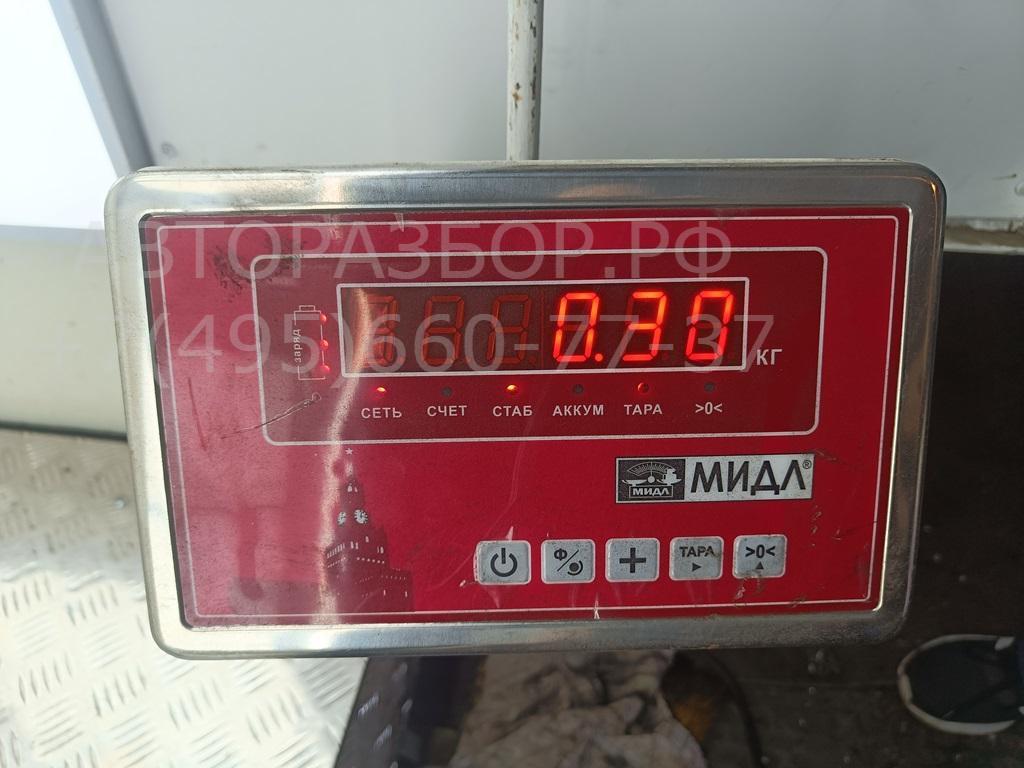 АВТОРАЗБОР.РФ
(495)660-77-37
заряд
0.30
КГ
СЕТЬ СЧЕТ СТАБ АККУМ ТАРА >0<
МИДЛ МИДЛ®
Ф ТАРА >0<